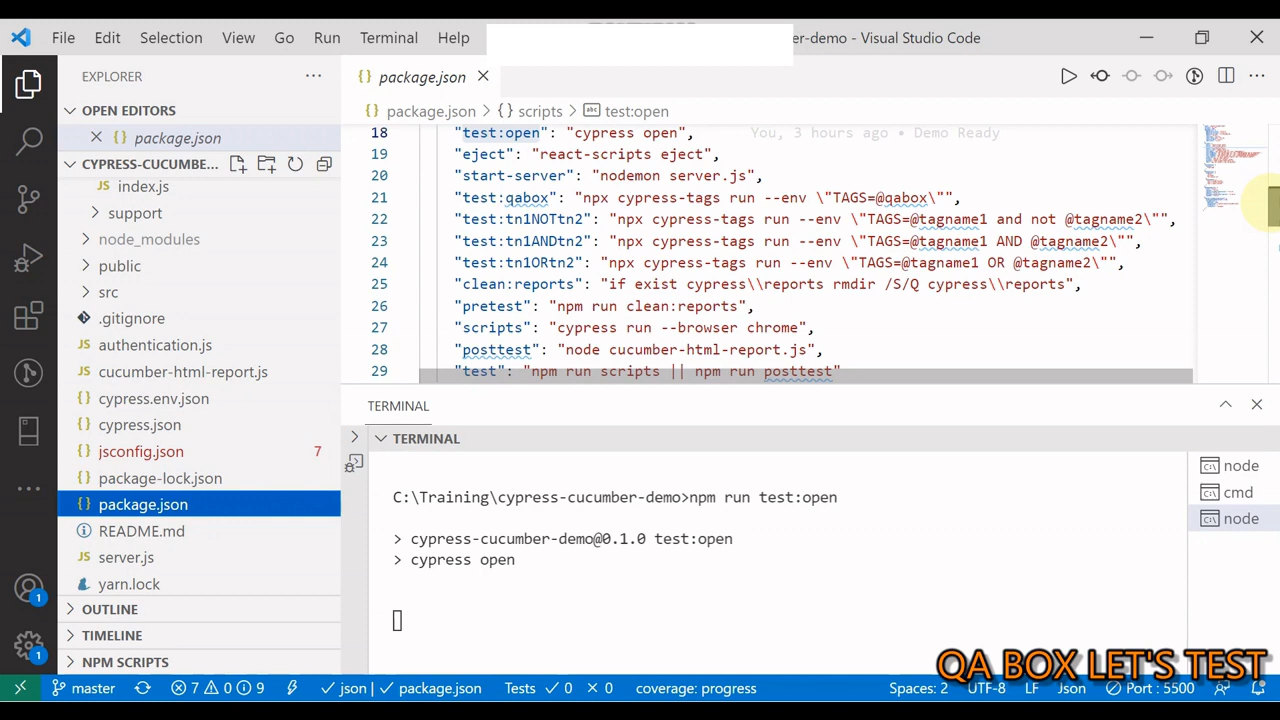 File Edit Selection View Go Run Terminal Help er-demo - Visual Studio Code
EXPLORER
OPEN EDITORS
package.json
CYPRESS-CUCUMBE...
index.js
support
node_modules
public
src
.gitignore
authentication.js
cucumber-html-report.js
cypress.env.json
cypress.json
jsconfig.json 7
package-lock.json
package.json
README.md
server.js
yarn.lock
OUTLINE
TIMELINE
NPM SCRIPTS
package.json
package.json > {} scripts > abc test:open
18 "test:open": "cypress open", You, 3 hours ago • Demo Ready
19 "eject": "react-scripts eject",
20 "start-server": "nodemon server.js",
21 "test:qabox": "npx cypress-tags run --env \"TAGS=@qabox\"",
22 "test:tn1NOTtn2": "npx cypress-tags run --env \"TAGS=@tagname1 and not @tagname2\"",
23 "test:tn1ANDtn2": "npx cypress-tags run --env \"TAGS=@tagname1 AND @tagname2\"",
24 "test:tn1ORtn2": "npx cypress-tags run --env \"TAGS=@tagname1 OR @tagname2\"",
25 "clean:reports": "if exist cypress\\reports rmdir /S/Q cypress\\reports",
26 "pretest": "npm run clean:reports",
27 "scripts": "cypress run --browser chrome",
28 "posttest": "node cucumber-html-report.js",
29 "test": "npm run scripts || npm run posttest"
TERMINAL
TERMINAL
C:\Training\cypress-cucumber-demo>npm run test:open
> cypress-cucumber-demo@0.1.0 test:open
> cypress open
node
cmd
node
QA BOX LET'S TEST
1
1
master 7 0 9 json | package.json Tests 0 0 coverage: progress Spaces: 2 UTF-8 LF Json Port : 5500